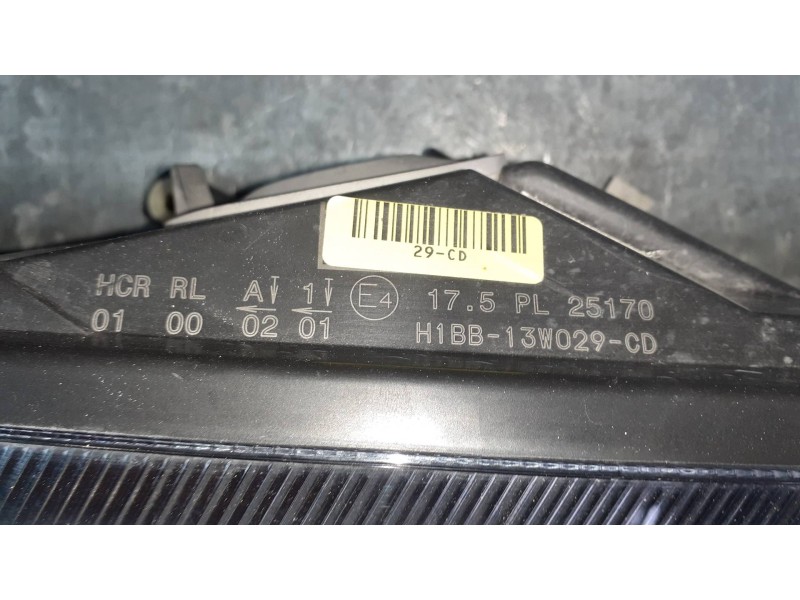 29-CD
HCR RL A 1 E4 17.5 PL 25170
01 00 02 01 H1BB-13W029-CD